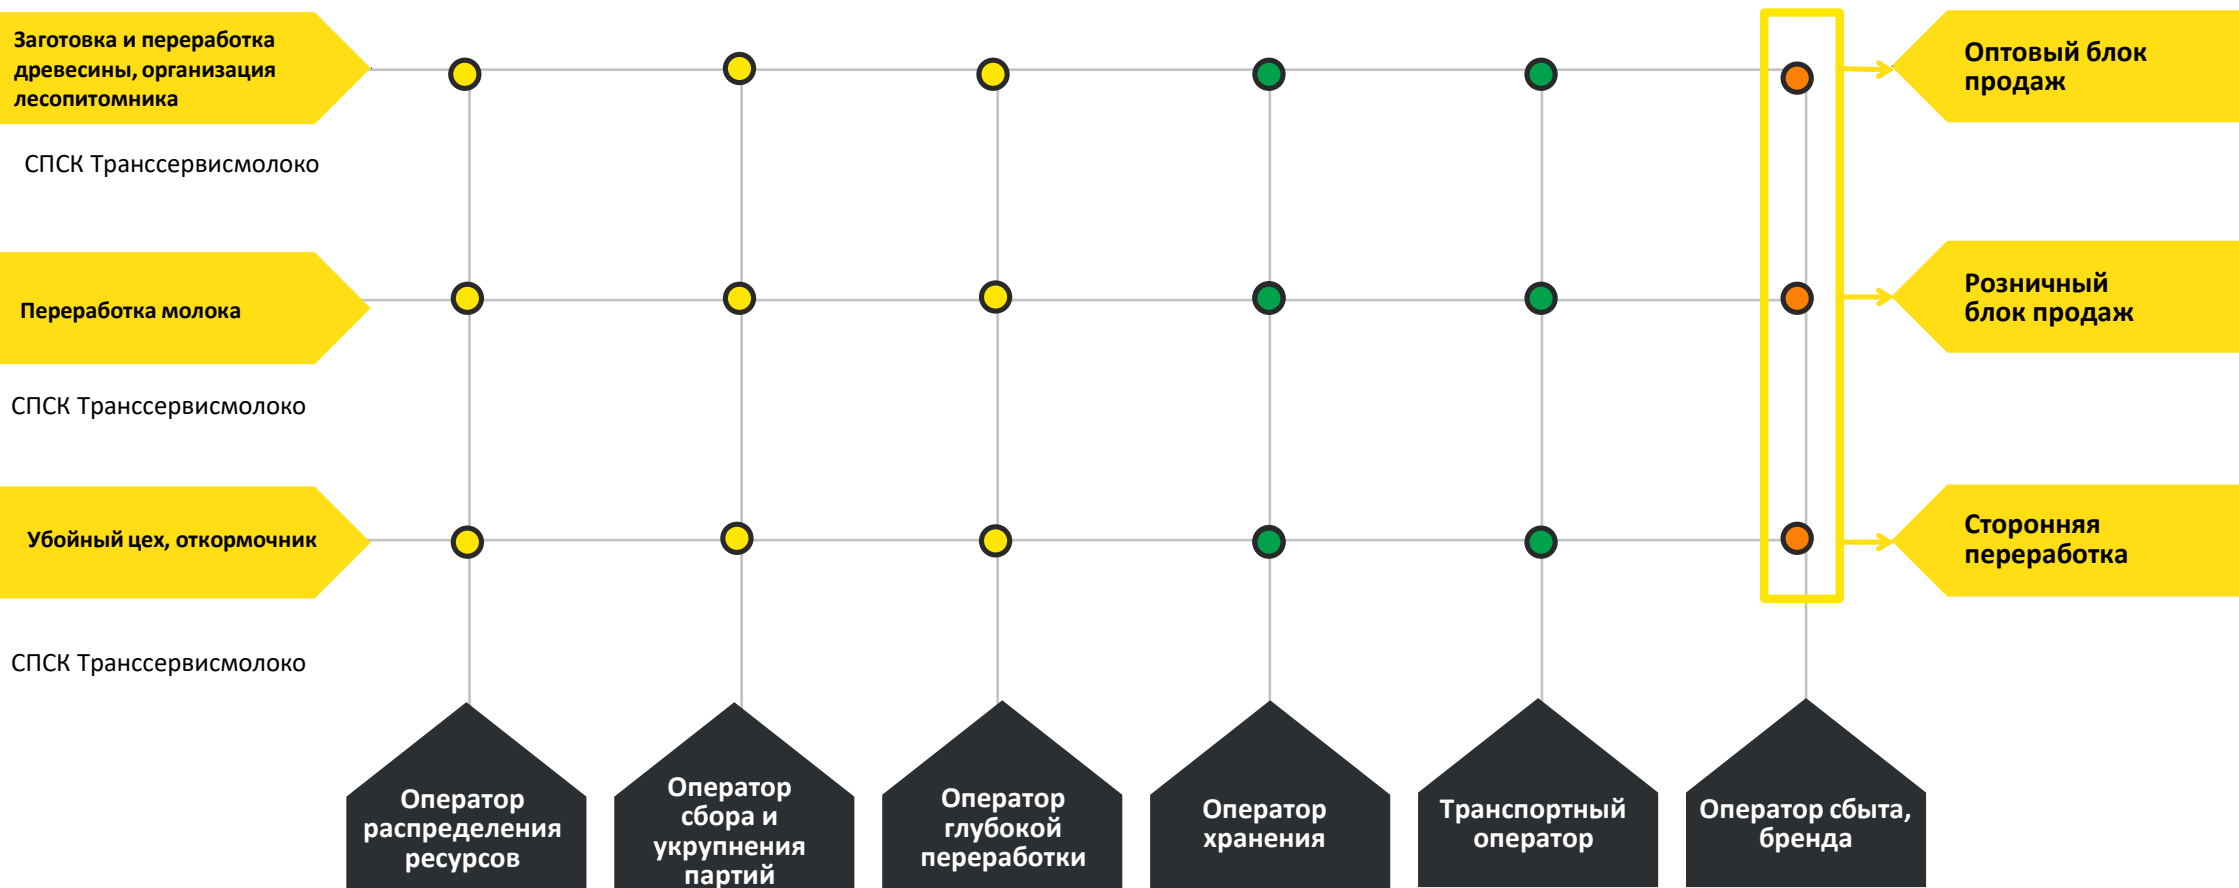 Заготовка и переработка
древесины, организация
лесопитомника
Оптовый блок
продаж
СПСК Транссервисмолоко
Переработка молока
Розничный
блок продаж
СПСК Транссервисмолоко
Убойный цех, откормочник
Сторонняя
переработка
СПСК Транссервисмолоко
Оператор
распределения
ресурсов
Оператор
сбора и
укрупнения
партий
Оператор
глубокой
переработки
Оператор
хранения
Транспортный
оператор
Оператор сбыта,
бренда